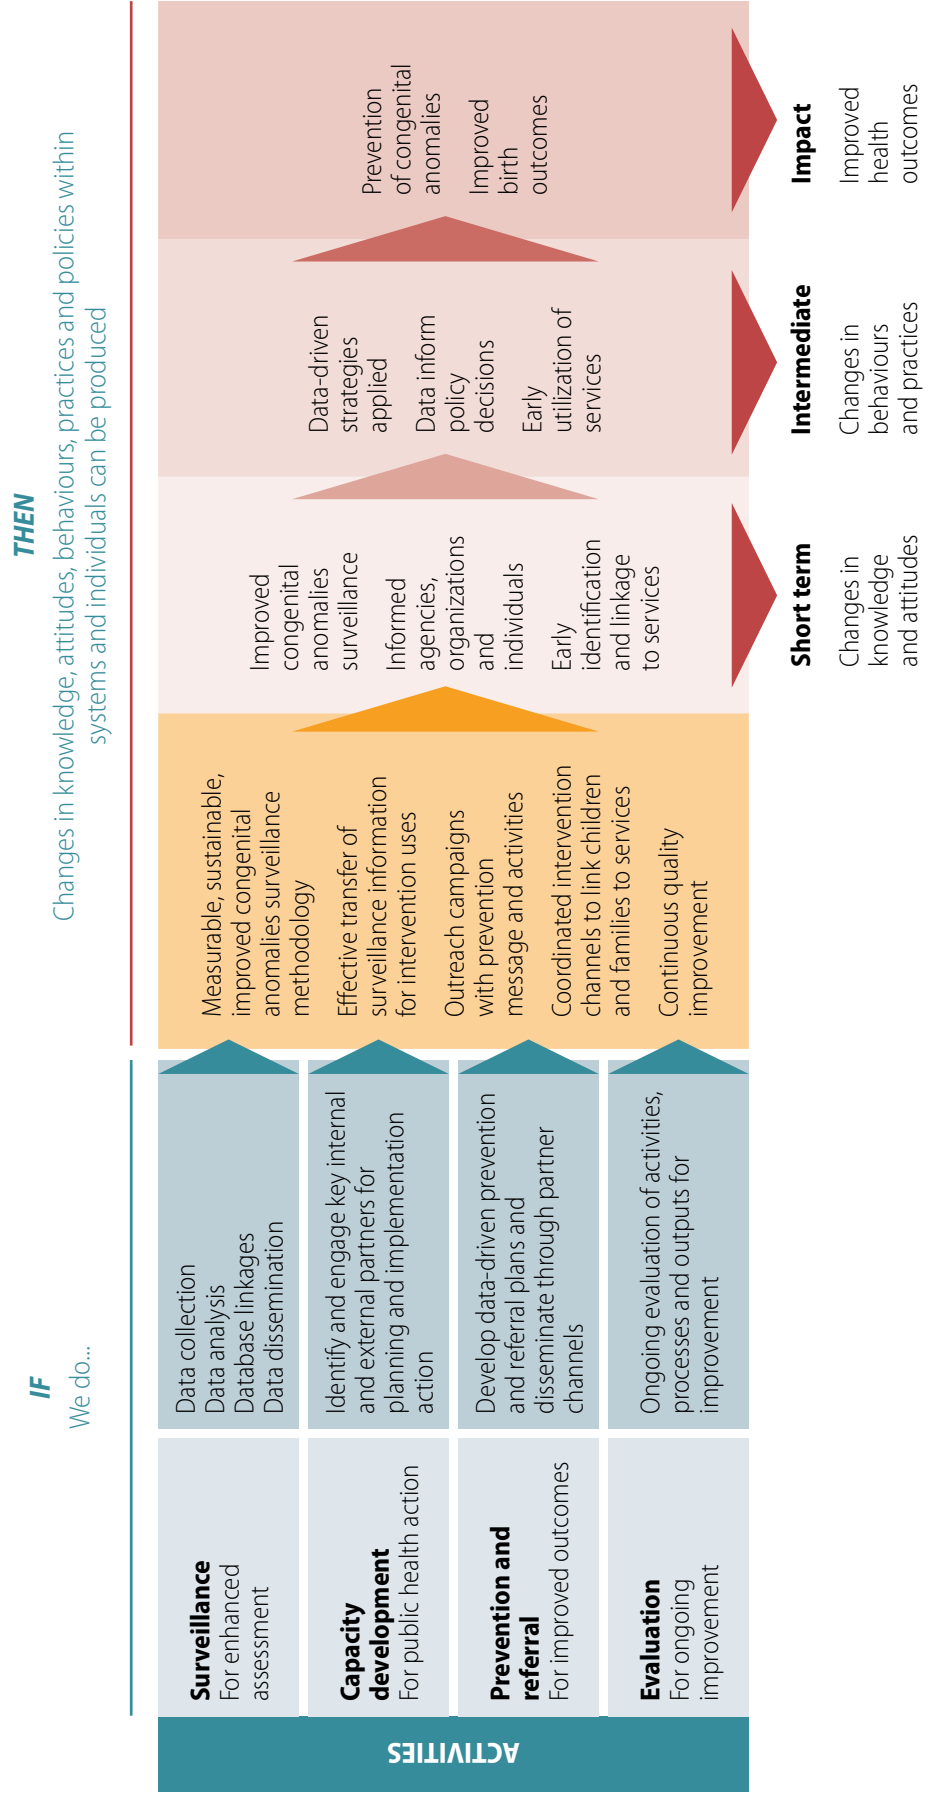 IF
We do...
THEN
Changes in knowledge, attitudes, behaviours, practices and policies within
systems and individuals can be produced
ACTIVITIES
Surveillance
For enhanced
assessment
Data collection
Data analysis
Database linkages
Data dissemination
Capacity
development
For public health action
Identify and engage key internal
and external partners for
planning and implementation
action
Prevention and
referral
For improved outcomes
Develop data-driven prevention
and referral plans and
disseminate through partner
channels
Evaluation
For ongoing
improvement
Ongoing evaluation of activities,
processes and outputs for
improvement
Measurable, sustainable,
improved congenital
anomalies surveillance
methodology
Effective transfer of
surveillance information
for intervention uses
Outreach campaigns
with prevention
message and activities
Coordinated intervention
channels to link children
and families to services
Continuous quality
improvement
Improved
congenital
anomalies
surveillance
Informed
agencies,
organizations
and
individuals
Early
identification
and linkage
to services
Data-driven
strategies
applied
Data inform
policy
decisions
Early
utilization of
services
Prevention
of congenital
anomalies
Improved
birth
outcomes
Short term
Changes in
knowledge
and attitudes
Intermediate
Changes in
behaviours
and practices
Impact
Improved
health
outcomes